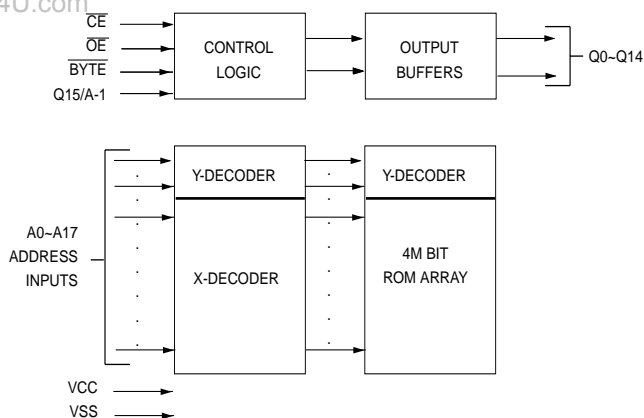 4U.com
CE
OE
BYTE
Q15/A-1
CONTROL
LOGIC
OUTPUT
BUFFERS
Q0~Q14
A0~A17
ADDRESS
INPUTS
Y-DECODER
X-DECODER
Y-DECODER
4M BIT
ROM ARRAY
VCC
VSS